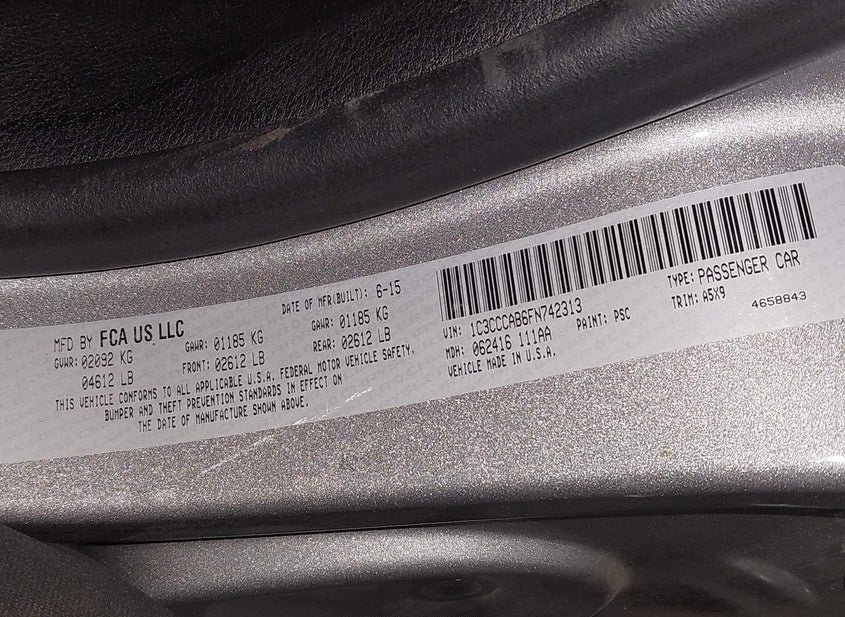 MFD BY FCA US LLC
DATE OF MFR(BUILT): 6-15
GVWR: 02092 KG GAWR: 01185 KG GAWR: 01185 KG
04612 LB FRONT: 02612 LB REAR: 02612 LB
THIS VEHICLE CONFORMS TO ALL APPLICABLE U.S.A. FEDERAL MOTOR VEHICLE SAFETY,
BUMPER AND THEFT PREVENTION STANDARDS IN EFFECT ON
THE DATE OF MANUFACTURE SHOWN ABOVE.
VIN: 1C3CCCAB6FN742313 TYPE: PASSENGER CAR
MDH: 062416 111AA PAINT: PSC TRIM: A5X9
VEHICLE MADE IN U.S.A. 4658843